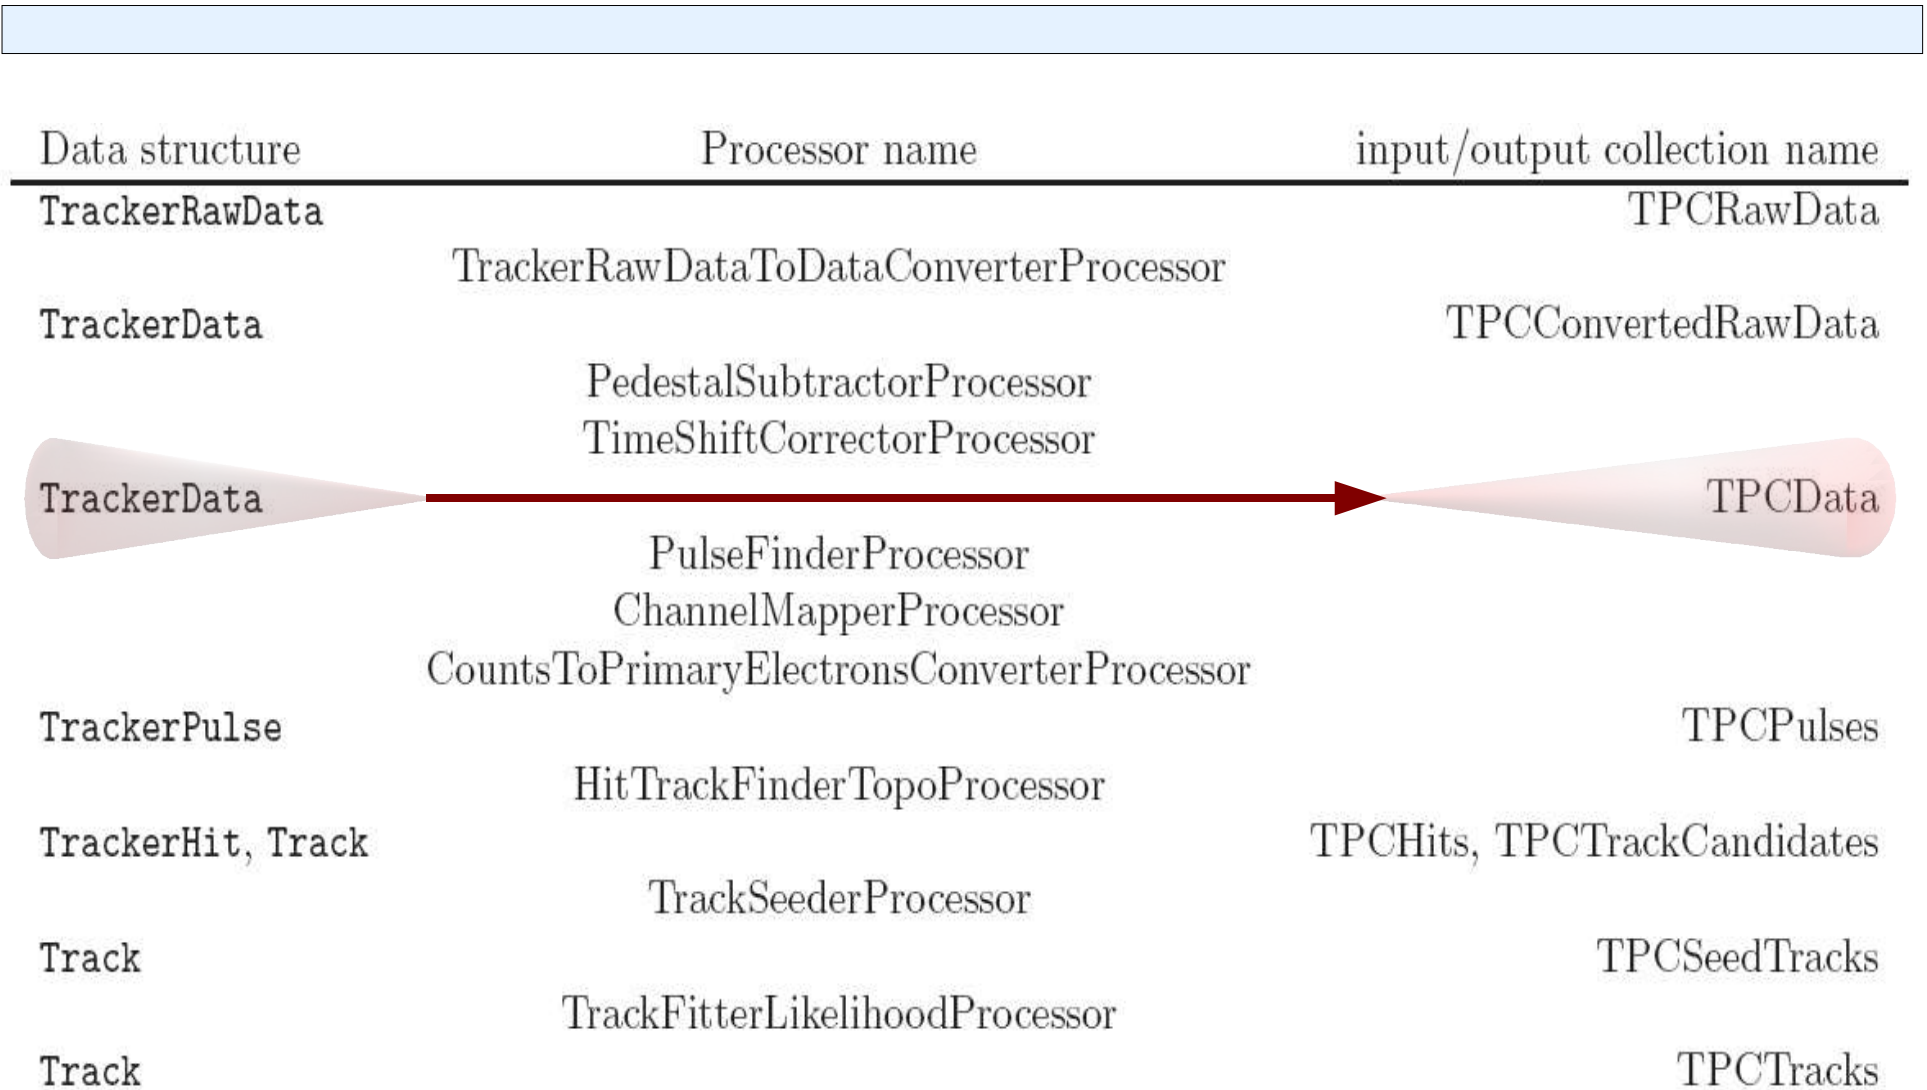 Data structure Processor name input/output collection name
TrackerRawData TPCRawData
TrackerRawDataToDataConverterProcessor
TrackerData TPCConvertedRawData
PedestalSubtractorProcessor
TimeShiftCorrectorProcessor
TrackerData TPCData
PulseFinderProcessor
ChannelMapperProcessor
CountsToPrimaryElectronsConverterProcessor
TrackerPulse TPCPulses
HitTrackFinderTopoProcessor
TrackerHit, Track TPCHits, TPCTrackCandidates
TrackSeederProcessor
Track TPCSeedTracks
TrackFitterLikelihoodProcessor
Track TPCTracks